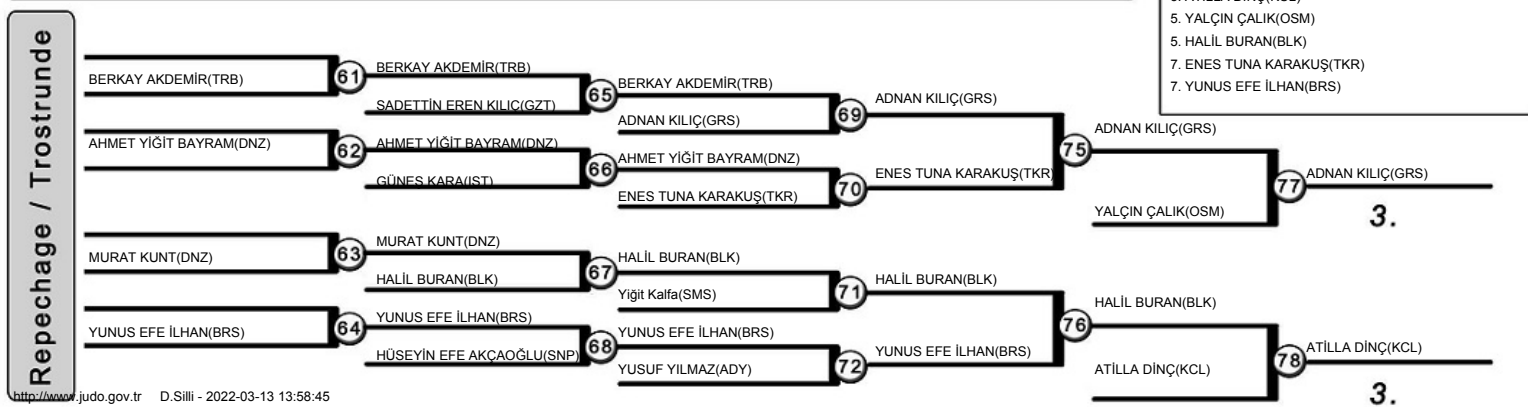 5. YALÇIN ÇALIK(OSM)
5. HALİL BURAN(BLK)
7. ENES TUNA KARAKUŞ(TKR)
7. YUNUS EFE İLHAN(BRS)
Repechage / Trostrunde
BERKAY AKDEMİR(TRB)
61
BERKAY AKDEMİR(TRB)
SADETTİN EREN KILIC(GZT)
65
BERKAY AKDEMİR(TRB)
ADNAN KILIÇ(GRS)
69
ADNAN KILIÇ(GRS)
AHMET YİĞİT BAYRAM(DNZ)
62
AHMET YİĞİT BAYRAM(DNZ)
GÜNEŞ KARA(IST)
66
AHMET YİĞİT BAYRAM(DNZ)
ENES TUNA KARAKUŞ(TKR)
70
ENES TUNA KARAKUŞ(TKR)
75
ADNAN KILIÇ(GRS)
YALÇIN ÇALIK(OSM)
77
ADNAN KILIÇ(GRS)
3.
MURAT KUNT(DNZ)
63
MURAT KUNT(DNZ)
HALİL BURAN(BLK)
67
HALİL BURAN(BLK)
Yiğit Kalfa(SMS)
71
HALİL BURAN(BLK)
YUNUS EFE İLHAN(BRS)
64
YUNUS EFE İLHAN(BRS)
HÜSEYİN EFE AKÇAOĞLU(SNP)
68
YUNUS EFE İLHAN(BRS)
YUSUF YILMAZ(ADY)
72
YUNUS EFE İLHAN(BRS)
76
HALİL BURAN(BLK)
ATİLLA DİNÇ(KCL)
78
ATİLLA DİNÇ(KCL)
3.
http://www.judo.gov.tr D.Silli - 2022-03-13 13:58:45